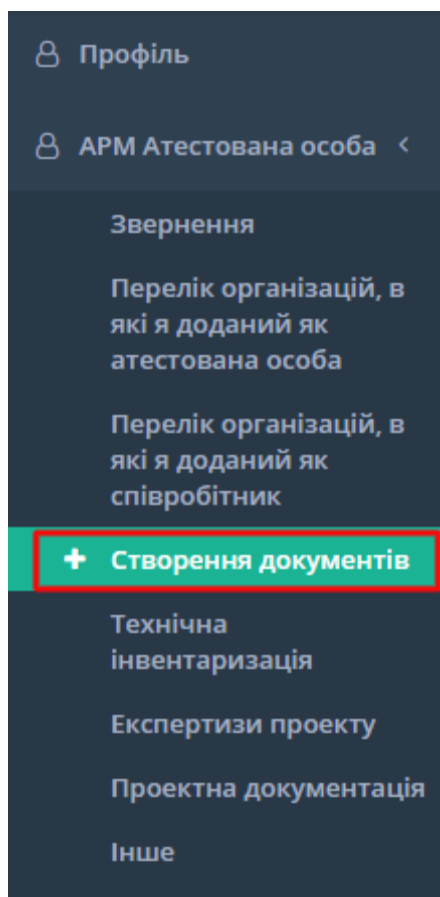 Профіль
АРМ Атестована особа
Звернення
Перелік організацій, в
які я доданий як
атестована особа
Перелік організацій, в
які я доданий як
співробітник
Створення документів
Технічна
інвентаризація
Експертизи проекту
Проектна документація
Інше